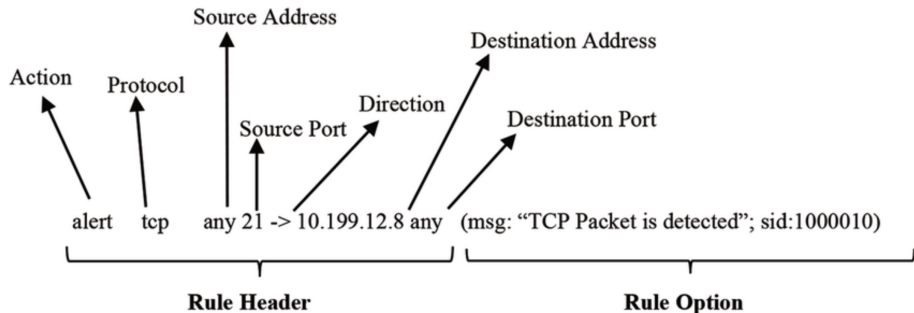 Source Address
Destination Address
Action
Protocol
Direction
Source Port
Destination Port
alert tcp any 21 -> 10.199.12.8 any (msg: “TCP Packet is detected”; sid:1000010)
Rule Header Rule Option